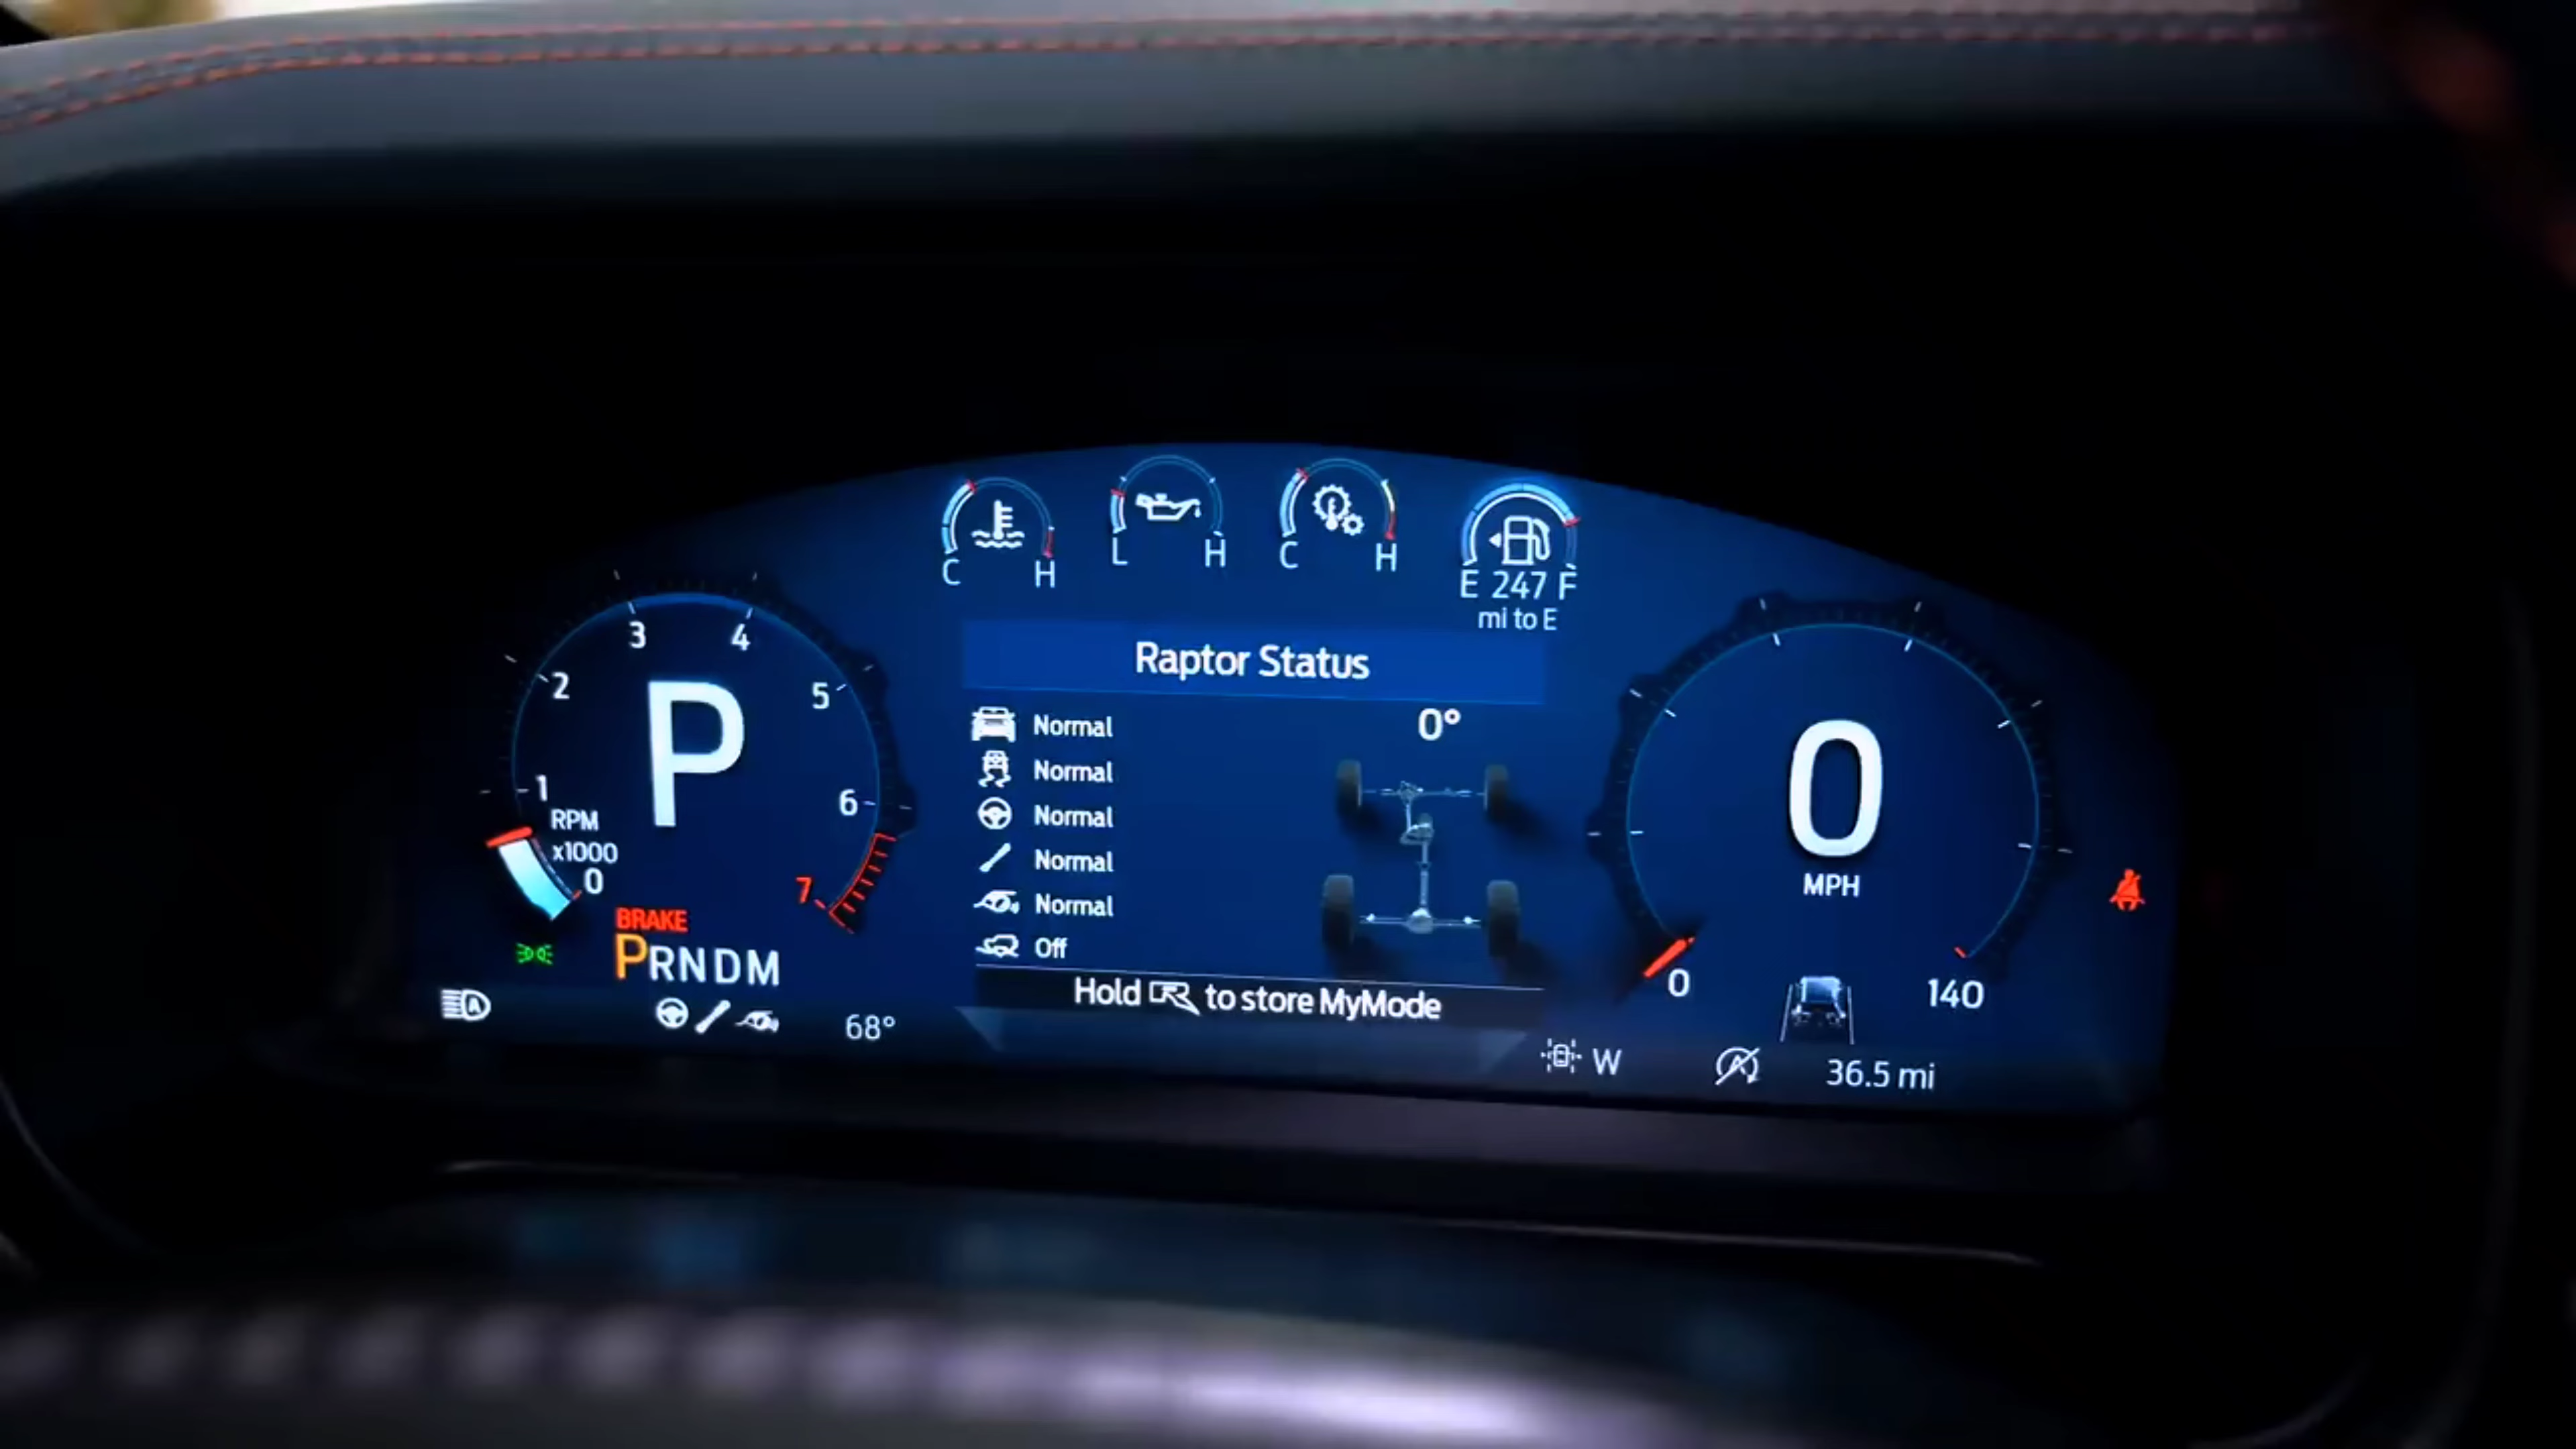 C H
L H
C H
E 247 F
mi to E
Raptor Status
Normal
Normal
Normal
Normal
Normal
Off
0°
Hold to store MyMode
3 4
2 5
1 6
0 7
P
RPM
x1000
BRAKE
PRNDM
A
68°
0
MPH
0 140
W
A
36.5 mi